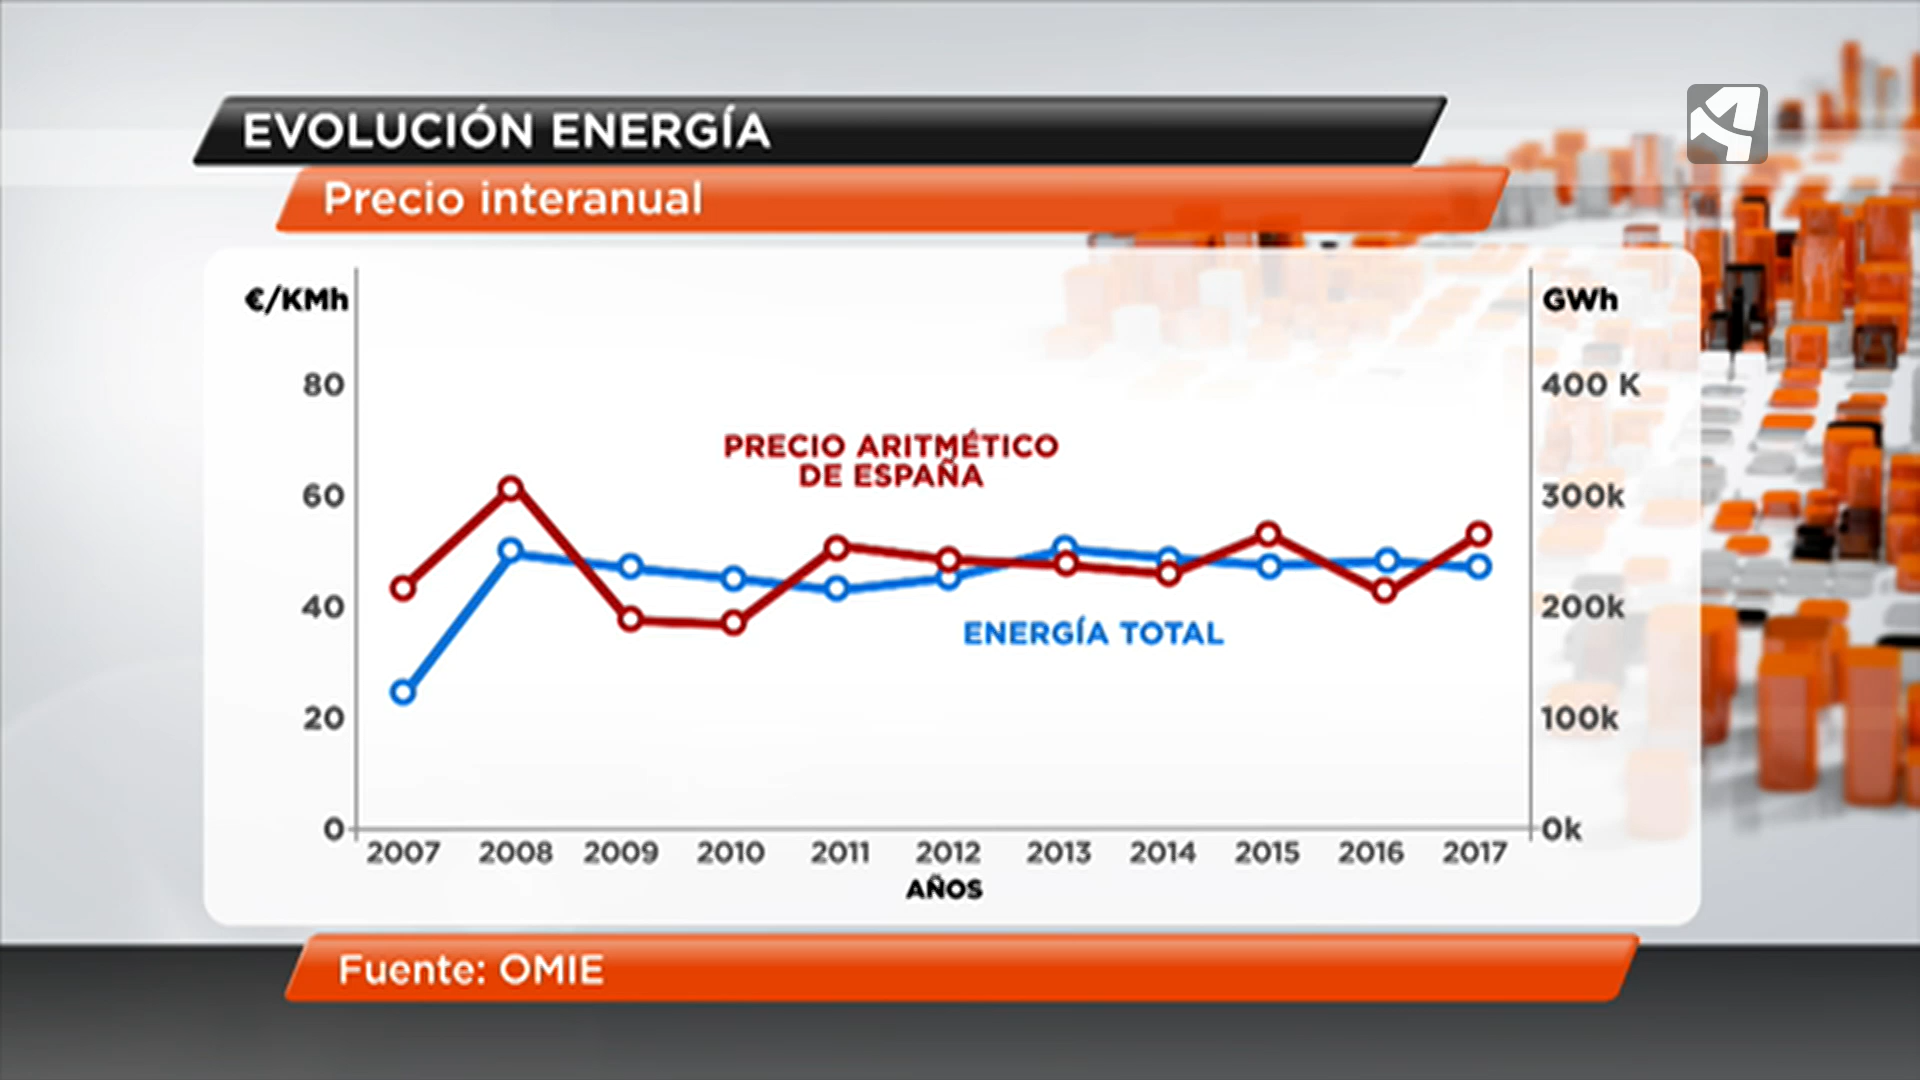 EVOLUCIÓN ENERGÍA
Precio interanual
€/KMh
GWh
80
400 K
PRECIO ARITMÉTICO
DE ESPAÑA
60
300k
40
200k
ENERGÍA TOTAL
20
100k
0
0k
2007 2008 2009 2010 2011 2012 2013 2014 2015 2016 2017
AÑOS
Fuente: OMIE